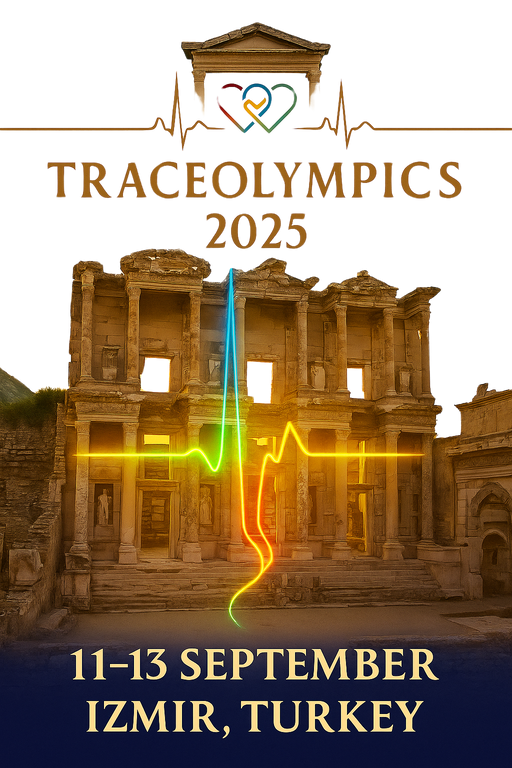 TRACEOLYMPICS
2025
11–13 SEPTEMBER
IZMIR, TURKEY